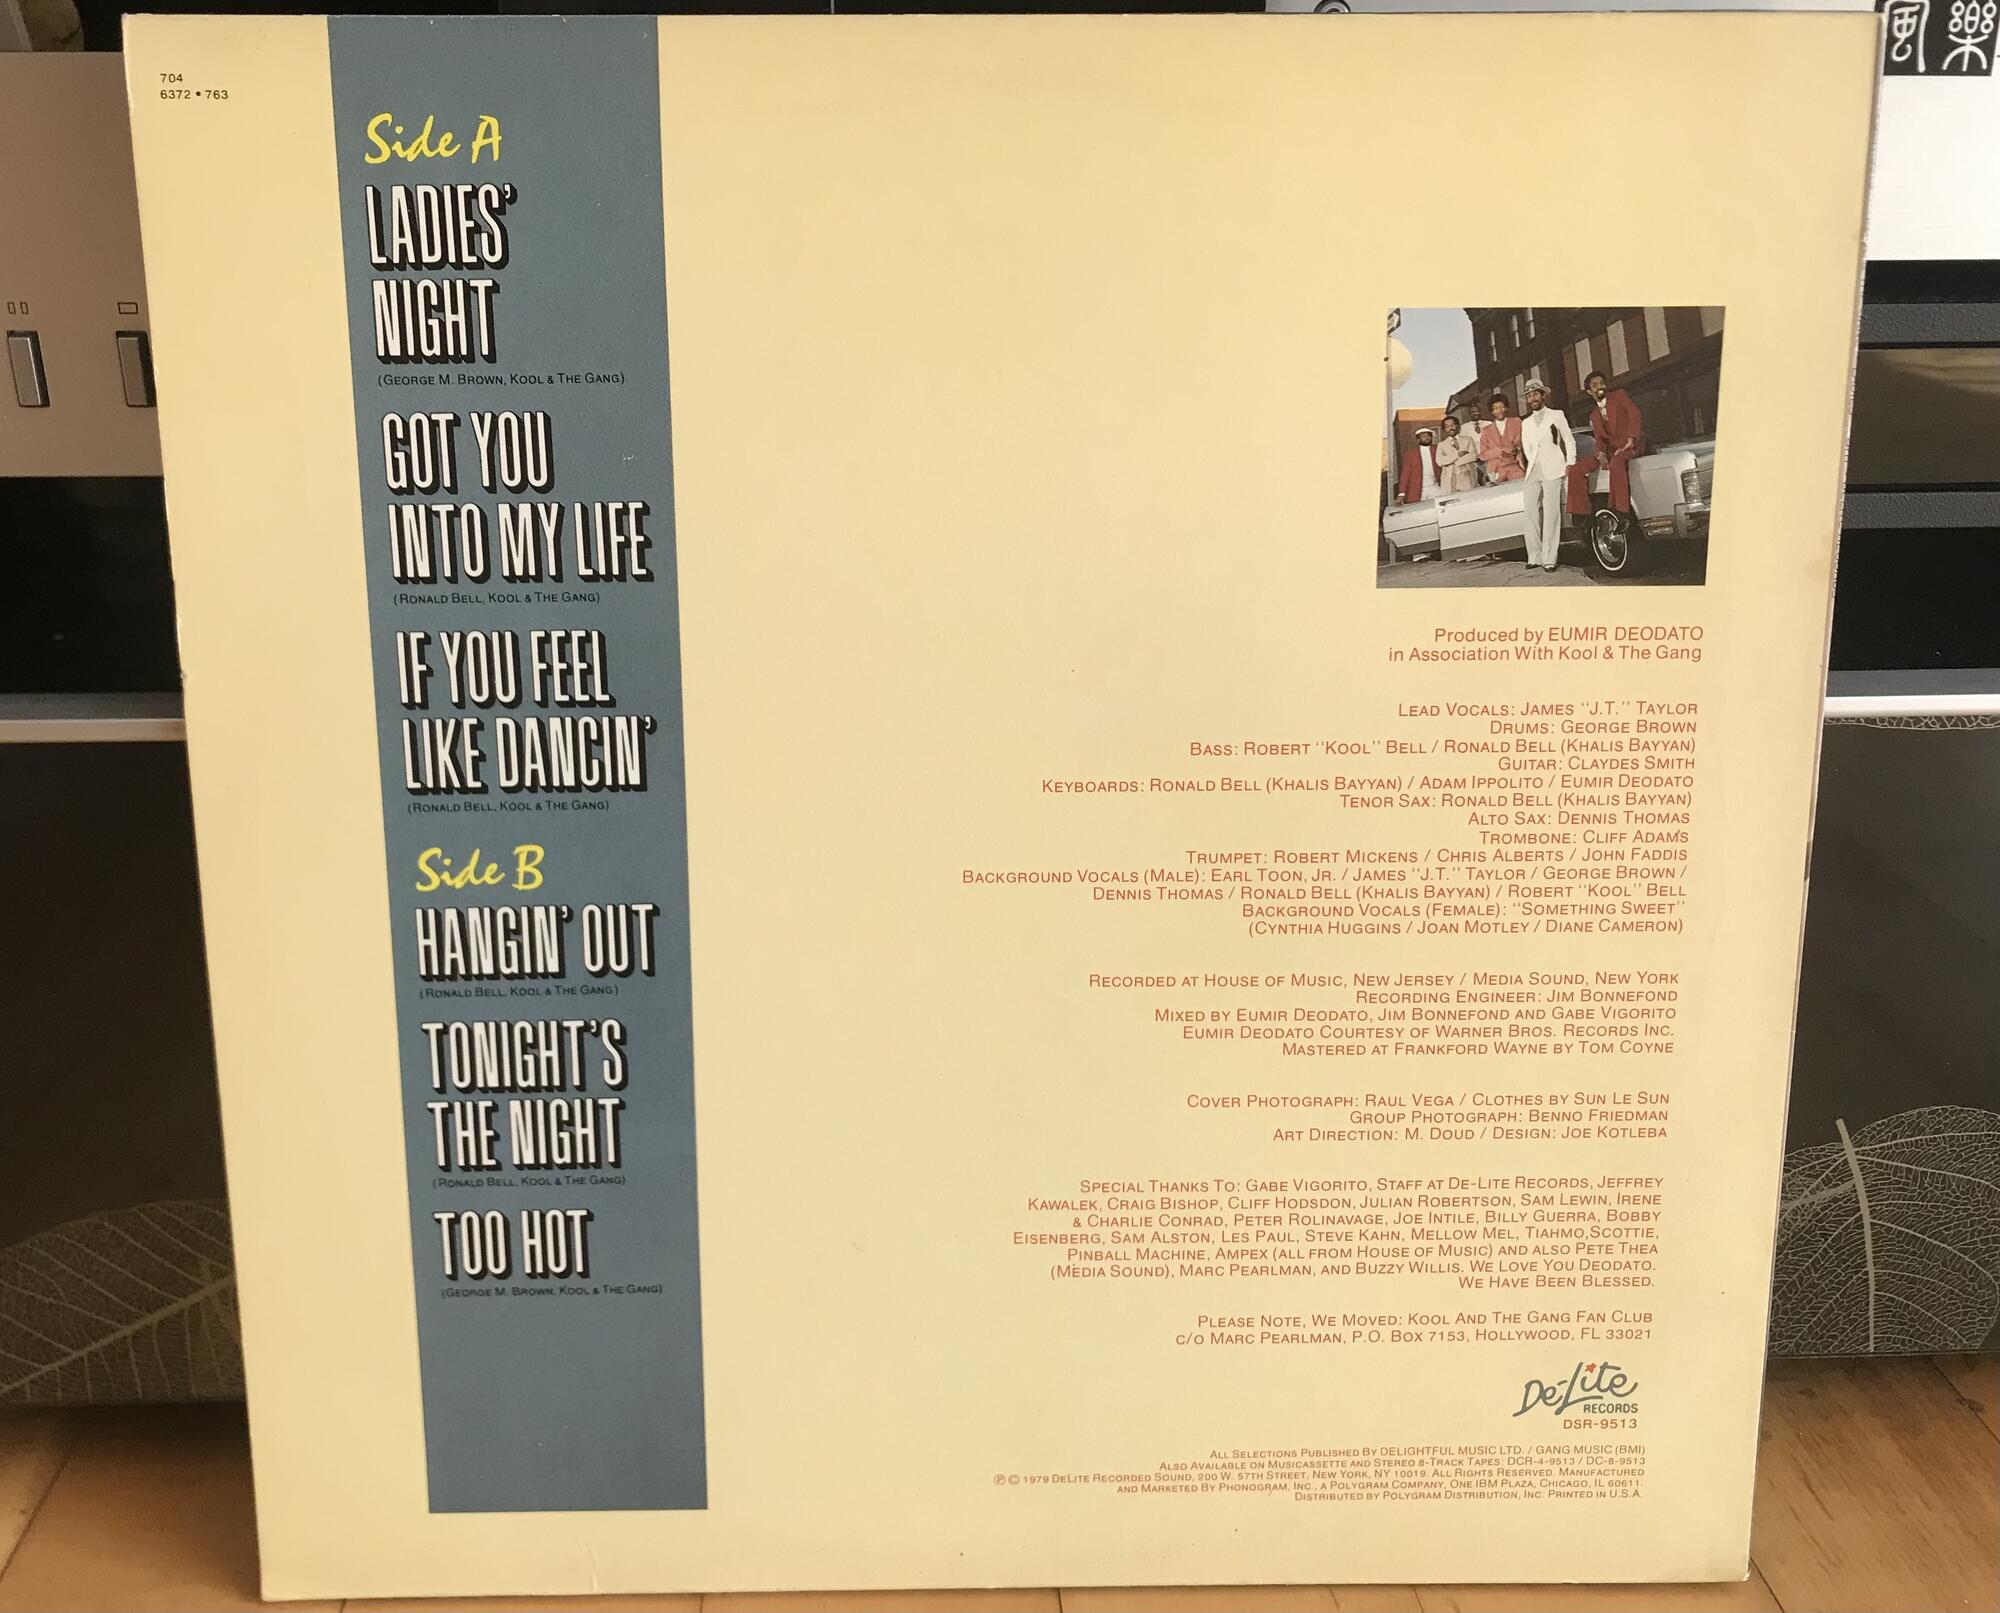 704
6372 • 763
Side A
LADIES'
NIGHT
(GEORGE M. BROWN, KOOL & THE GANG)
GOT YOU
INTO MY LIFE
(RONALD BELL, KOOL & THE GANG)
IF YOU FEEL
LIKE DANCIN'
(RONALD BELL, KOOL & THE GANG)
Side B
HANGIN' OUT
(RONALD BELL, KOOL & THE GANG)
TONIGHT'S
THE NIGHT
(RONALD BELL, KOOL & THE GANG)
TOO HOT
(GEORGE M. BROWN, KOOL & THE GANG)
Produced by EUMIR DEODATO
in Association With Kool & The Gang
LEAD VOCALS: JAMES "J.T." TAYLOR
DRUMS: GEORGE BROWN
BASS: ROBERT "KOOL" BELL / RONALD BELL (KHALIS BAYYAN)
GUITAR: CLAYDES SMITH
KEYBOARDS: RONALD BELL (KHALIS BAYYAN) / ADAM IPPOLITO / EUMIR DEODATO
TENOR SAX: RONALD BELL (KHALIS BAYYAN)
ALTO SAX: DENNIS THOMAS
TROMBONE: CLIFF ADAMS
TRUMPET: ROBERT MICKENS / CHRIS ALBERTS / JOHN FADDIS
BACKGROUND VOCALS (MALE): EARL TOON, JR. / JAMES "J.T." TAYLOR / GEORGE BROWN /
DENNIS THOMAS / RONALD BELL (KHALIS BAYYAN) / ROBERT "KOOL" BELL
BACKGROUND VOCALS (FEMALE): "SOMETHING SWEET"
(CYNTHIA HUGGINS / JOAN MOTLEY / DIANE CAMERON)
RECORDED AT HOUSE OF MUSIC, NEW JERSEY / MEDIA SOUND, NEW YORK
RECORDING ENGINEER: JIM BONNEFOND
MIXED BY EUMIR DEODATO, JIM BONNEFOND AND GABE VIGORITO
EUMIR DEODATO COURTESY OF WARNER BROS. RECORDS INC.
MASTERED AT FRANKFORD WAYNE BY TOM COYNE
COVER PHOTOGRAPH: RAUL VEGA / CLOTHES BY SUN LE SUN
GROUP PHOTOGRAPH: BENNO FRIEDMAN
ART DIRECTION: M. DOUD / DESIGN: JOE KOTLEBA
SPECIAL THANKS TO: GABE VIGORITO, STAFF AT DE-LITE RECORDS, JEFFREY
KAWALEK, CRAIG BISHOP, CLIFF HODSDON, JULIAN ROBERTSON, SAM LEWIN, IRENE
& CHARLIE CONRAD, PETER ROLINAVAGE, JOE INTILE, BILLY GUERRA, BOBBY
EISENBERG, SAM ALSTON, LES PAUL, STEVE KAHN, MELLOW MEL, TIAHMO,SCOTTIE,
PINBALL MACHINE, AMPEX (ALL FROM HOUSE OF MUSIC) AND ALSO PETE THEA
(MEDIA SOUND), MARC PEARLMAN, AND BUZZY WILLIS. WE LOVE YOU DEODATO.
WE HAVE BEEN BLESSED.
PLEASE NOTE, WE MOVED: KOOL AND THE GANG FAN CLUB
C/O MARC PEARLMAN, P.O. BOX 7153, HOLLYWOOD, FL 33021
De-Lite
RECORDS
DSR-9513
ALL SELECTIONS PUBLISHED BY DELIGHTFUL MUSIC LTD. / GANG MUSIC (BMI)
ALSO AVAILABLE ON MUSICASSETTE AND STEREO 8-TRACK TAPES: DCR-4-9513 / DC-8-9513
℗ © 1979 DELITE RECORDED SOUND, 200 W. 57TH STREET, NEW YORK, NY 10019. ALL RIGHTS RESERVED. MANUFACTURED
AND MARKETED BY PHONOGRAM, INC., A POLYGRAM COMPANY, ONE IBM PLAZA, CHICAGO, IL 60611.
DISTRIBUTED BY POLYGRAM DISTRIBUTION, INC. PRINTED IN U.S.A.
風樂